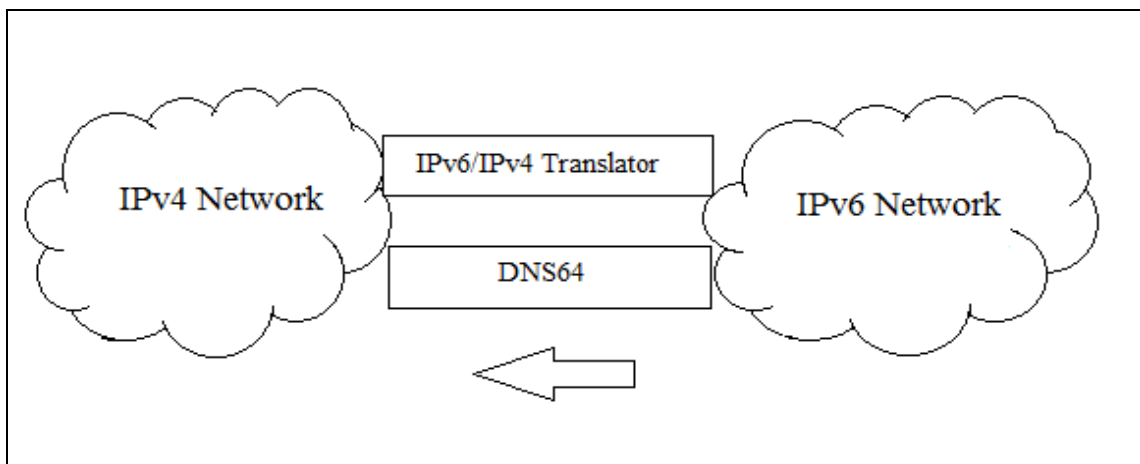 IPv6/IPv4 Translator
IPv4 Network
IPv6 Network
DNS64